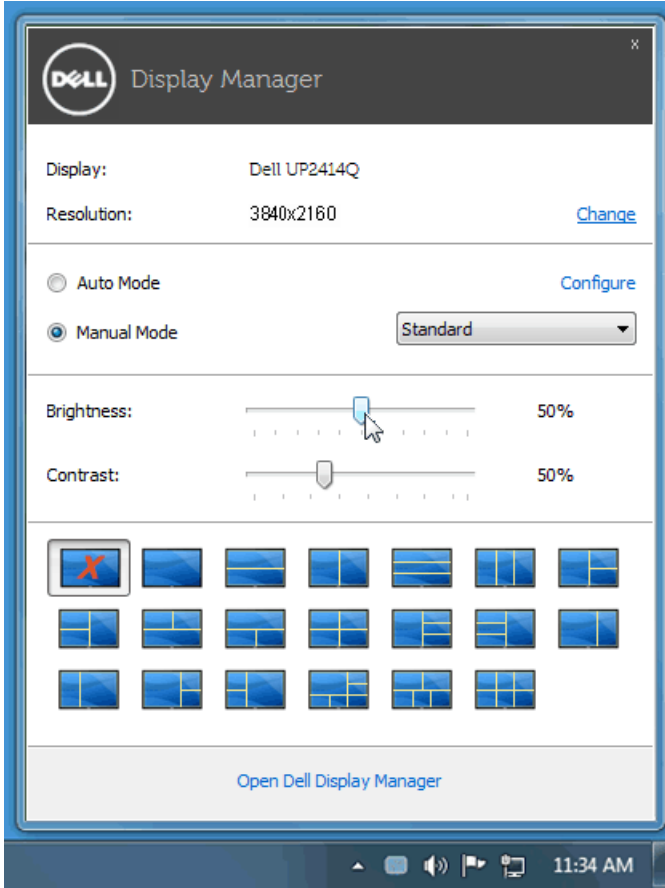 DELL Display Manager x
Display: Dell UP2414Q
Resolution: 3840x2160 Change
Auto Mode Configure
Manual Mode Standard
Brightness: 50%
Contrast: 50%
Open Dell Display Manager
11:34 AM